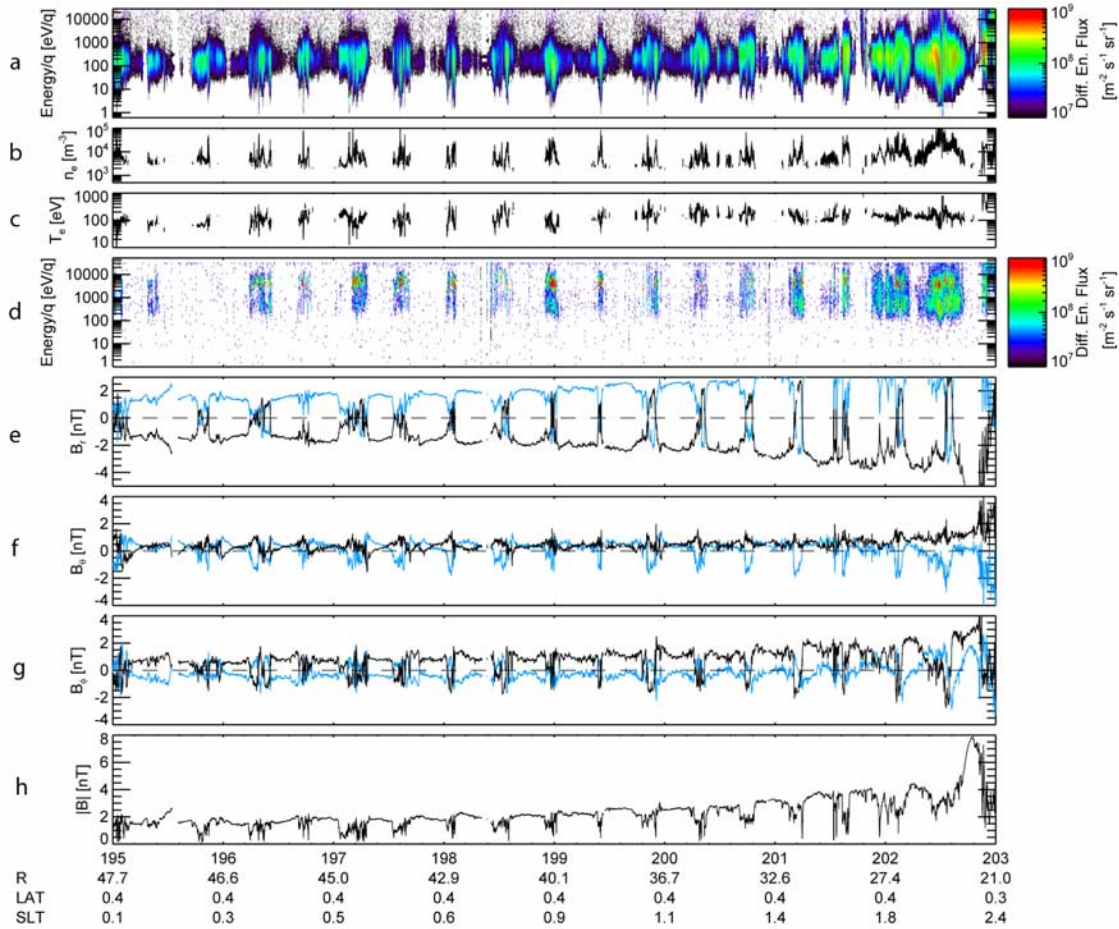 a
Energy/q [eV/q]
1000
100
10
1
10⁹
10⁸
10⁷
Diff. En. Flux
[m⁻² s⁻¹ sr⁻¹]
b
nₑ [m⁻³]
10⁵
10⁴
10³
c
Tₑ [eV]
1000
100
10
d
Energy/q [eV/q]
10000
1000
100
10
1
10⁹
10⁸
10⁷
Diff. En. Flux
[m⁻² s⁻¹ sr⁻¹]
e
Bᵣ [nT]
2
0
-2
-4
f
B_θ [nT]
4
2
0
-2
-4
g
B_ϕ [nT]
4
2
0
-2
-4
h
|B| [nT]
8
6
4
2
0
195 196 197 198 199 200 201 202 203
R 47.7 46.6 45.0 42.9 40.1 36.7 32.6 27.4 21.0
LAT 0.4 0.4 0.4 0.4 0.4 0.4 0.4 0.4 0.3
SLT 0.1 0.3 0.5 0.6 0.9 1.1 1.4 1.8 2.4